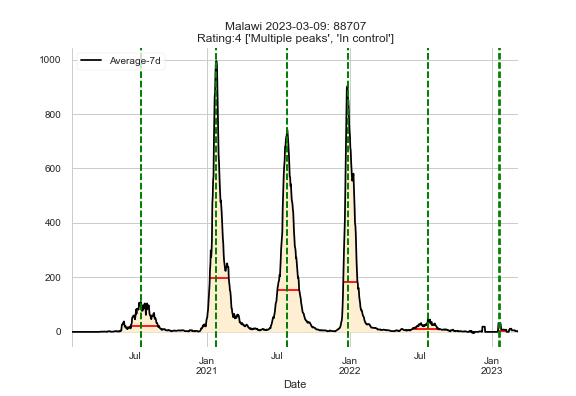 Malawi 2023-03-09: 88707
Rating:4 ['Multiple peaks', 'In control']
Average-7d
1000
800
600
400
200
0
Jul
Jan
2021
Jul
Jan
2022
Jul
Jan
2023
Date